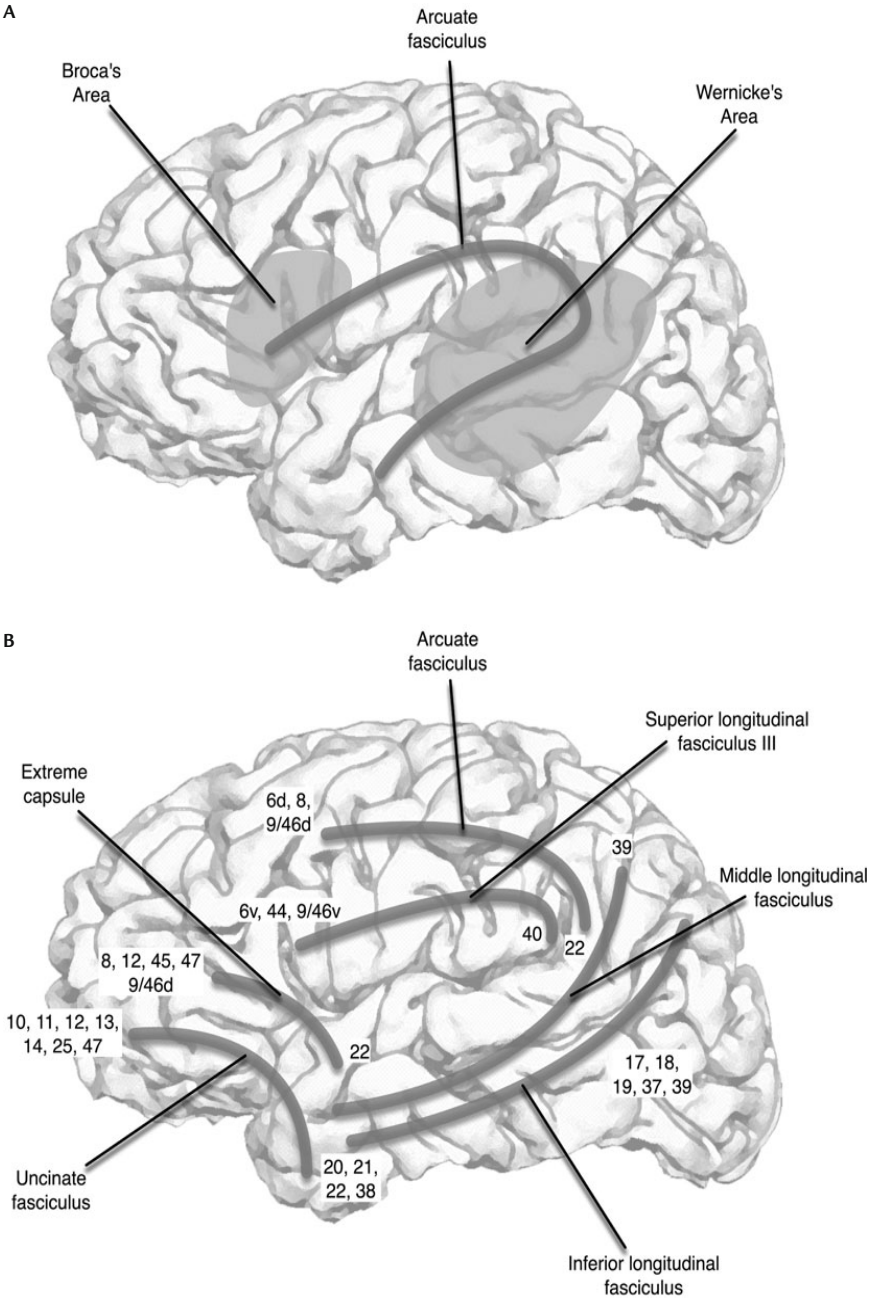 A
Arcuate
fasciculus
Broca's
Area
Wernicke's
Area
B
Arcuate
fasciculus
Superior longitudinal
fasciculus III
Extreme
capsule
6d, 8,
9/46d
39
Middle longitudinal
fasciculus
6v, 44, 9/46v
40
22
8, 12, 45, 47
9/46d
10, 11, 12, 13,
14, 25, 47
22
17, 18,
19, 37, 39
20, 21,
22, 38
Uncinate
fasciculus
Inferior longitudinal
fasciculus